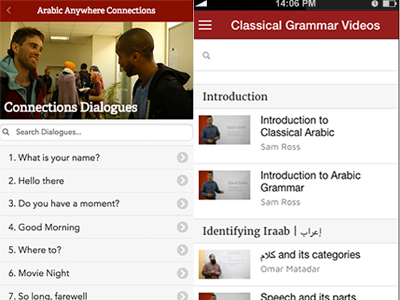 Arabic Anywhere Connections
Connections Dialogues
Search Dialogues...
1. What is your name?
2. Hello there
3. Do you have a moment?
4. Good Morning
5. Where to?
6. Movie Night
7. So long, farewell
14:06 PM
Classical Grammar Videos
Introduction
Introduction to
Classical Arabic
Sam Ross
Introduction to Arabic
Grammar
Sam Ross
Identifying Iraab | إعراب
كلام and its categories
Omar Matadar
Speech and its parts